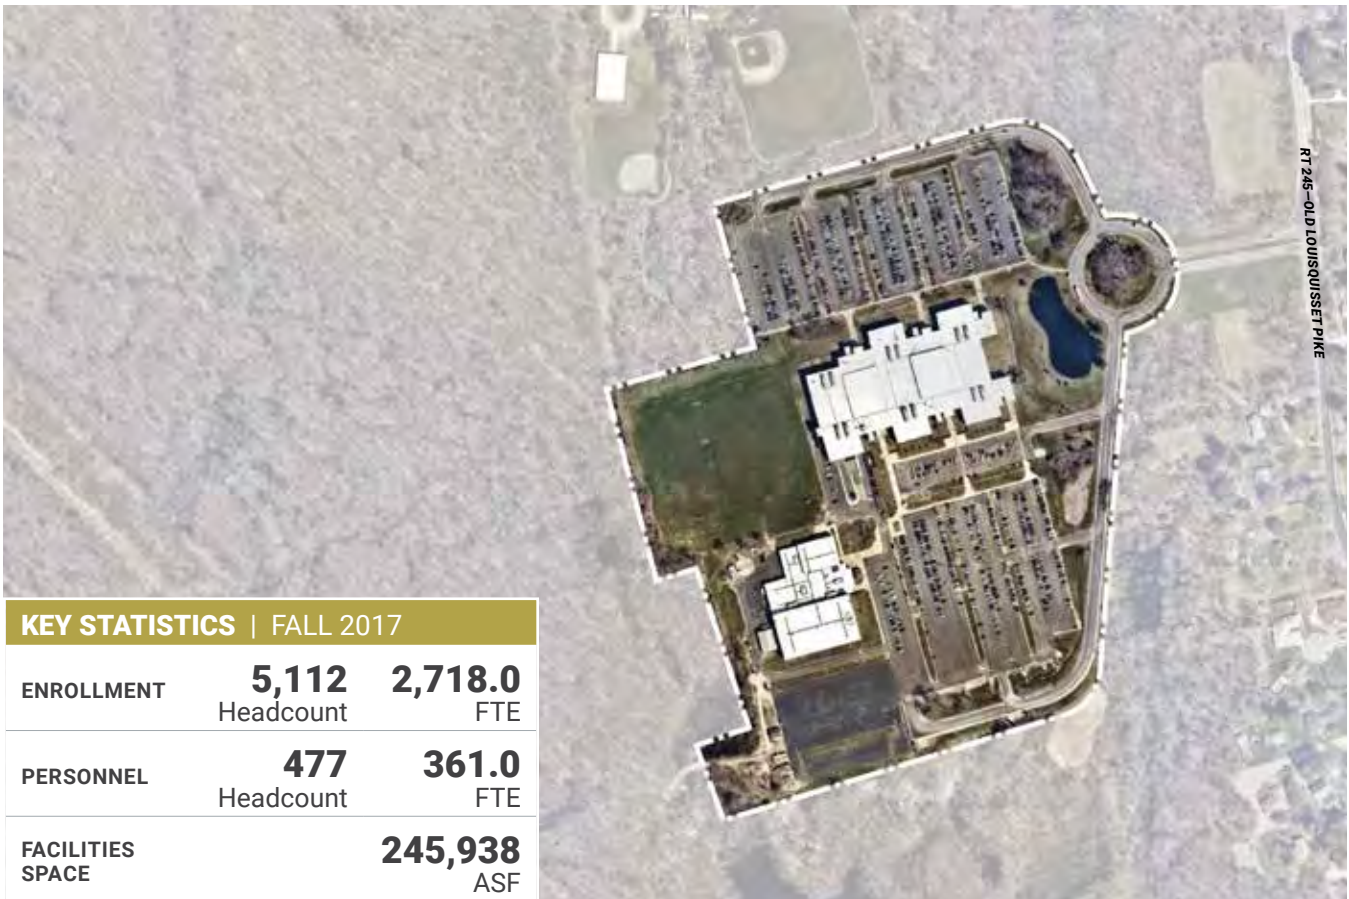 RT 245—OLD LOUISQUISSET PIKE
KEY STATISTICS | FALL 2017
ENROLLMENT 5,112 2,718.0
Headcount FTE
PERSONNEL 477 361.0
Headcount FTE
FACILITIES
SPACE
245,938
ASF